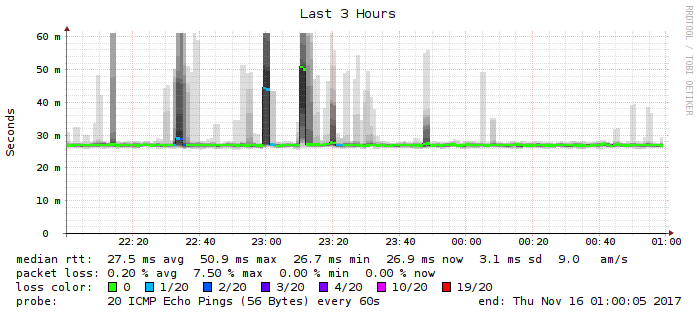 Last 3 Hours
RRDTOOL / TOBI OETIKER
Seconds
60 m
50 m
40 m
30 m
20 m
10 m
0
22:20 22:40 23:00 23:20 23:40 00:00 00:20 00:40 01:00
median rtt: 27.5 ms avg 50.9 ms max 26.7 ms min 26.9 ms now 3.1 ms sd 9.0 am/s
packet loss: 0.20 % avg 7.50 % max 0.00 % min 0.00 % now
loss color: 0 1/20 2/20 3/20 4/20 10/20 19/20
probe: 20 ICMP Echo Pings (56 Bytes) every 60s end: Thu Nov 16 01:00:05 2017